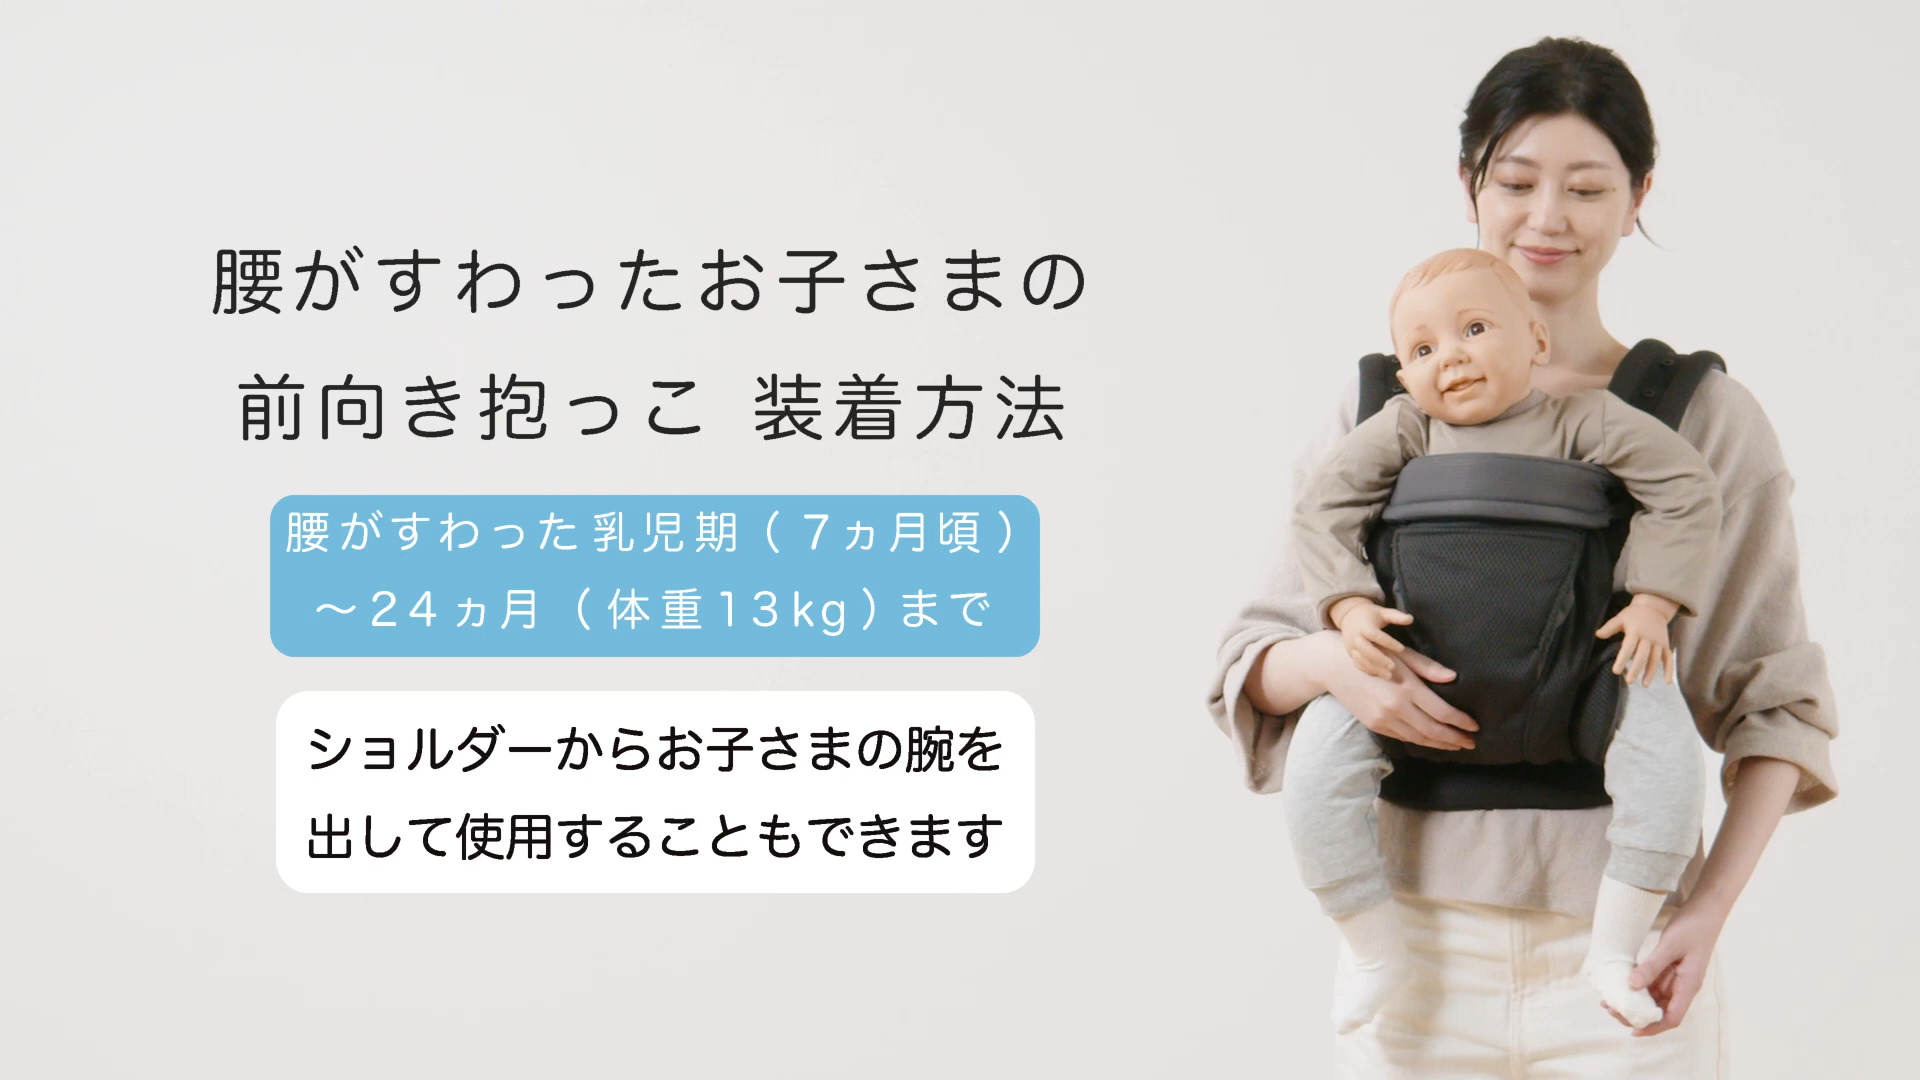 腰がすわったお子さまの
前向き抱っこ 装着方法
腰がすわった乳児期(7ヵ月頃)
〜24ヵ月(体重13kg)まで
ショルダーからお子さまの腕を
出して使用することもできます